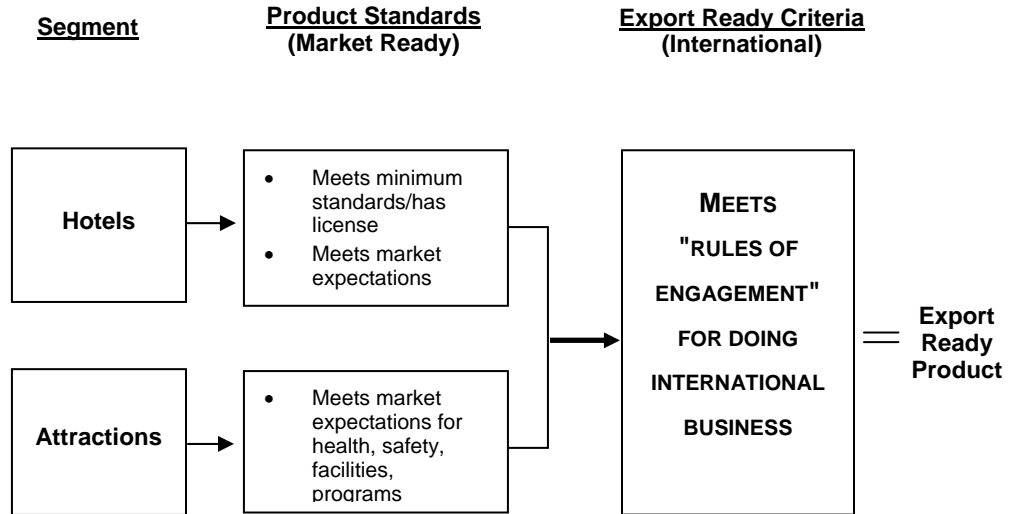 Segment
Product Standards
(Market Ready)
Export Ready Criteria
(International)
Hotels
• Meets minimum
standards/has
license
• Meets market
expectations
Attractions
• Meets market
expectations for
health, safety,
facilities,
programs
MEETS
"RULES OF
ENGAGEMENT"
FOR DOING
INTERNATIONAL
BUSINESS
Export
Ready
Product